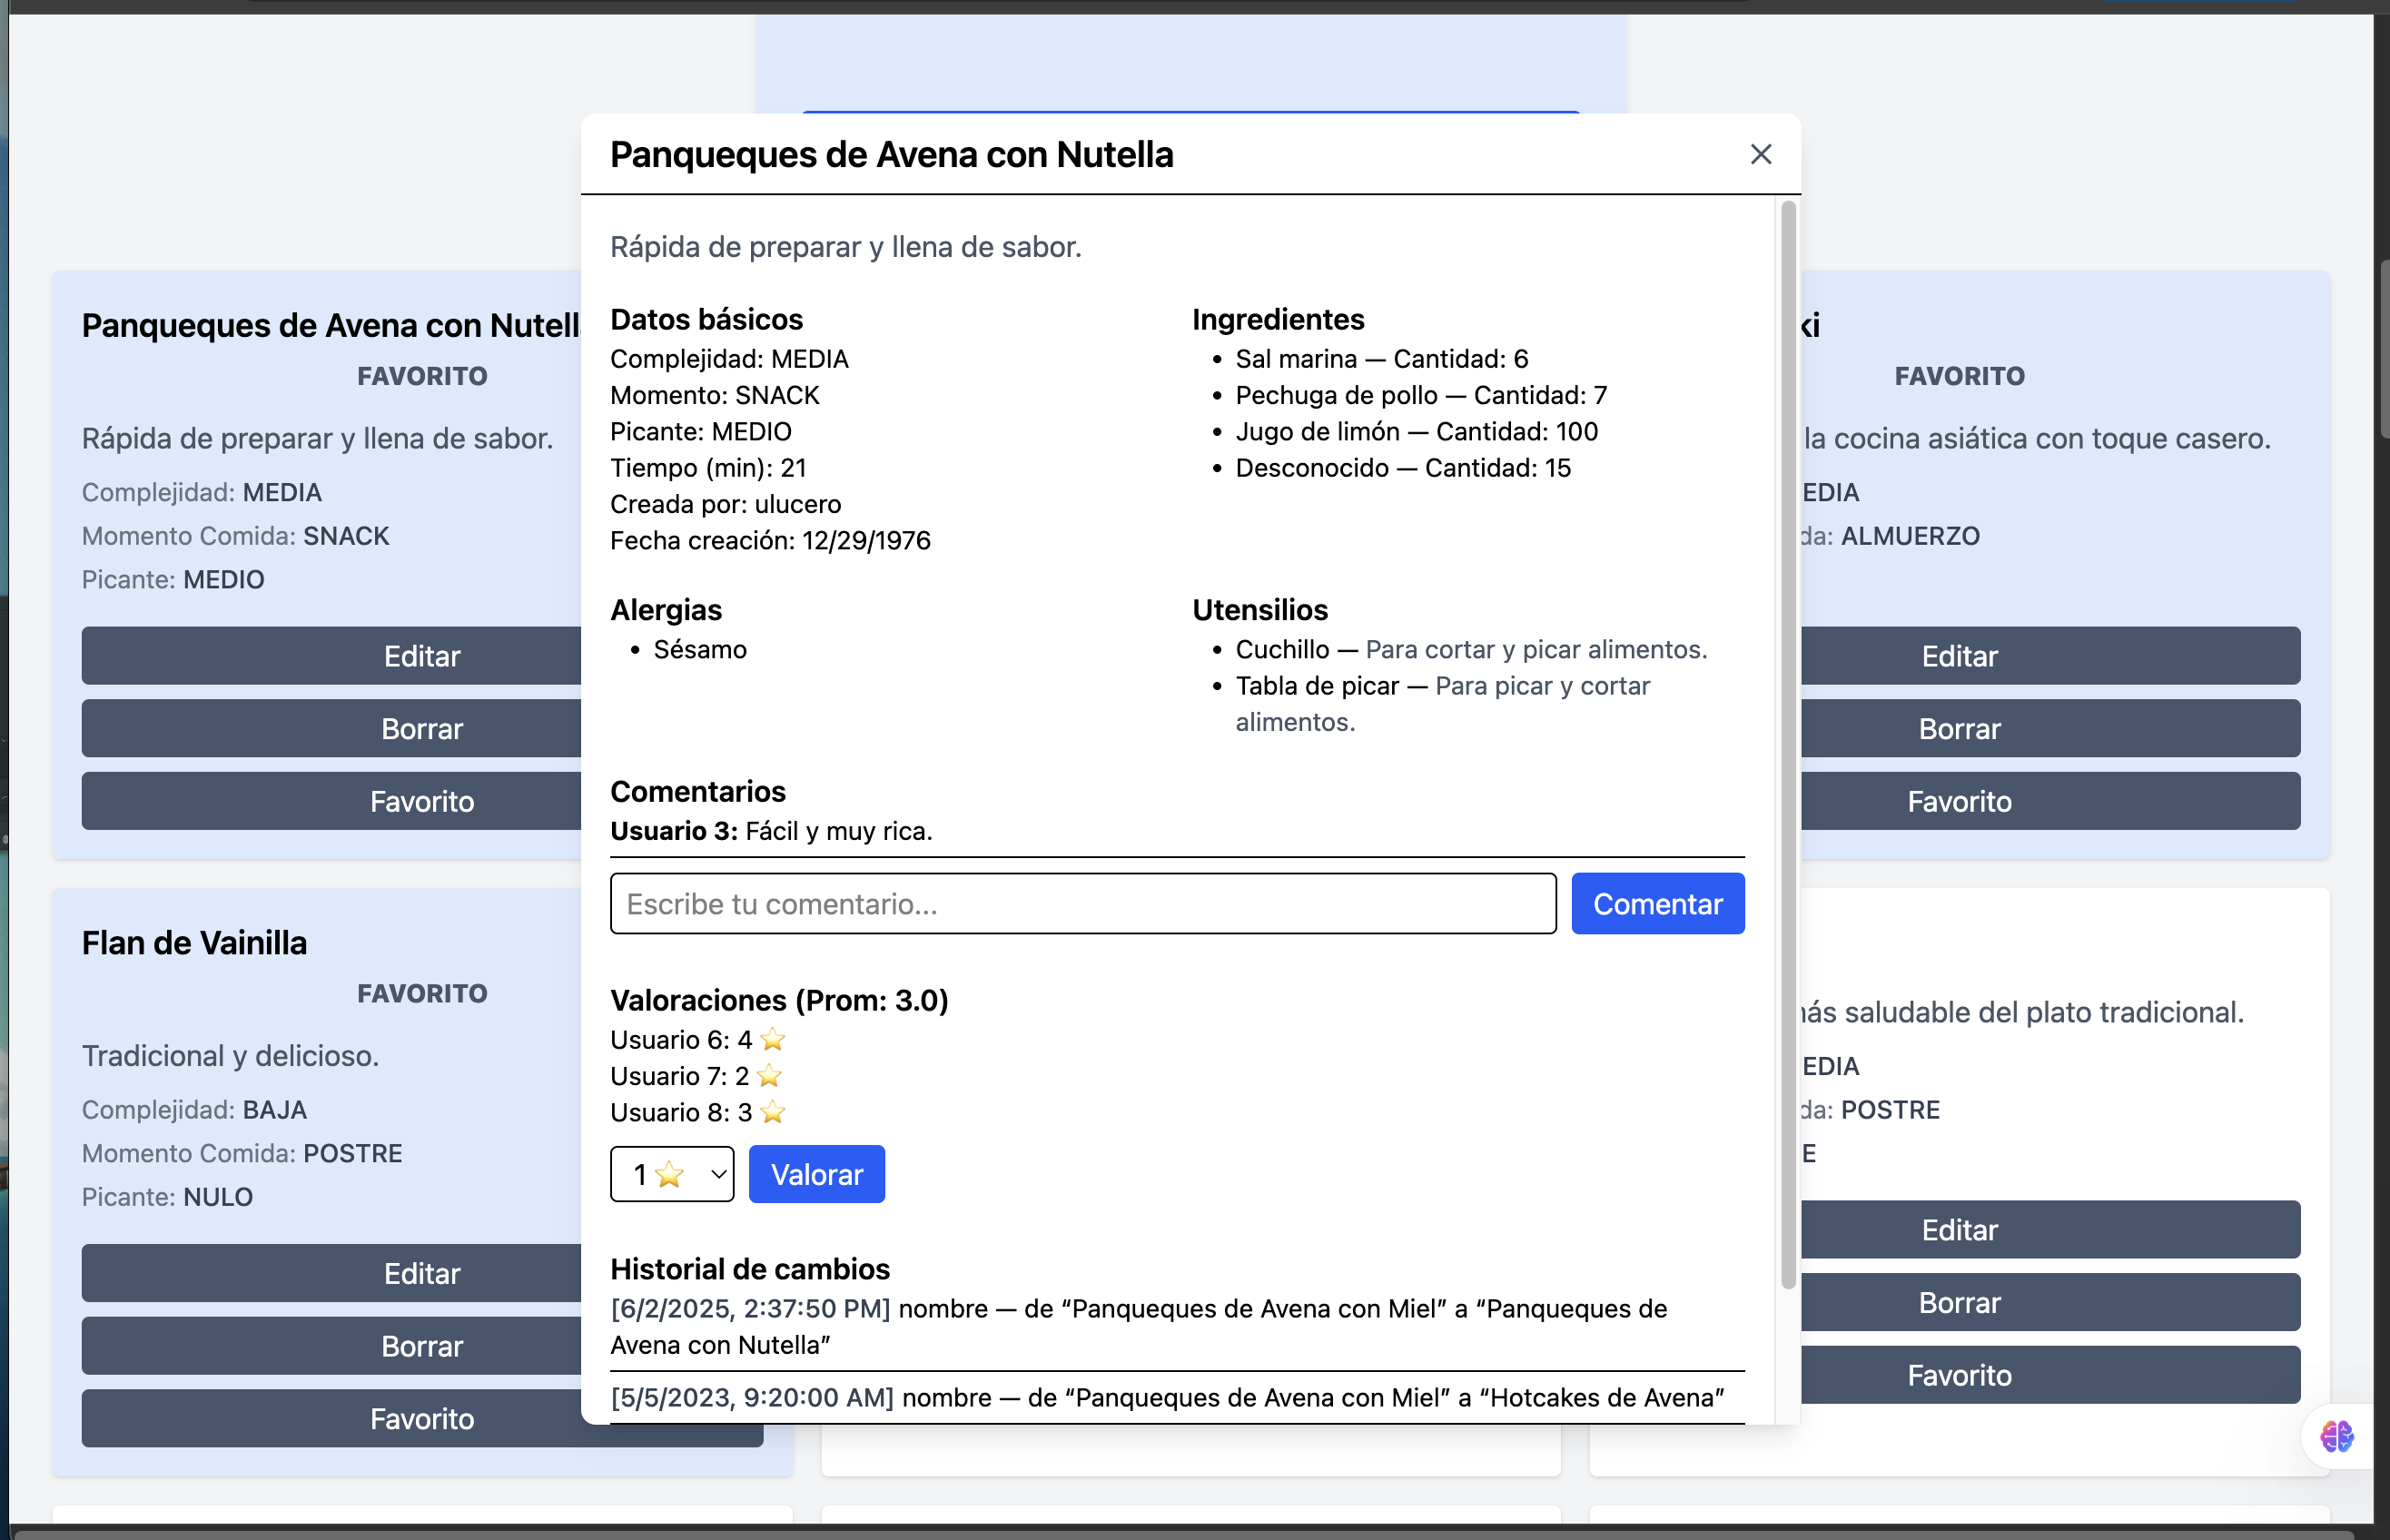 Panqueques de Avena con Nutella
Rápida de preparar y llena de sabor.
Datos básicos
Complejidad: MEDIA
Momento: SNACK
Picante: MEDIO
Tiempo (min): 21
Creada por: ulucero
Fecha creación: 12/29/1976
Ingredientes
• Sal marina — Cantidad: 6
• Pechuga de pollo — Cantidad: 7
• Jugo de limón — Cantidad: 100
• Desconocido — Cantidad: 15
Alergias
• Sésamo
Utensilios
• Cuchillo — Para cortar y picar alimentos.
• Tabla de picar — Para picar y cortar
alimentos.
Comentarios
Usuario 3: Fácil y muy rica.
Escribe tu comentario...
Comentar
Valoraciones (Prom: 3.0)
Usuario 6: 4 ⭐
Usuario 7: 2 ⭐
Usuario 8: 3 ⭐
1 ⭐
Valorar
Historial de cambios
[6/2/2025, 2:37:50 PM] nombre — de “Panqueques de Avena con Miel” a “Panqueques de
Avena con Nutella”
[5/5/2023, 9:20:00 AM] nombre — de “Panqueques de Avena con Miel” a “Hotcakes de Avena”
Panqueques de Avena con Nutell
FAVORITO
Rápida de preparar y llena de sabor.
Complejidad: MEDIA
Momento Comida: SNACK
Picante: MEDIO
Editar
Borrar
Favorito
ki
FAVORITO
la cocina asiática con toque casero.
EDIA
da: ALMUERZO
Editar
Borrar
Favorito
Flan de Vainilla
FAVORITO
Tradicional y delicioso.
Complejidad: BAJA
Momento Comida: POSTRE
Picante: NULO
Editar
Borrar
Favorito
más saludable del plato tradicional.
EDIA
da: POSTRE
E
Editar
Borrar
Favorito